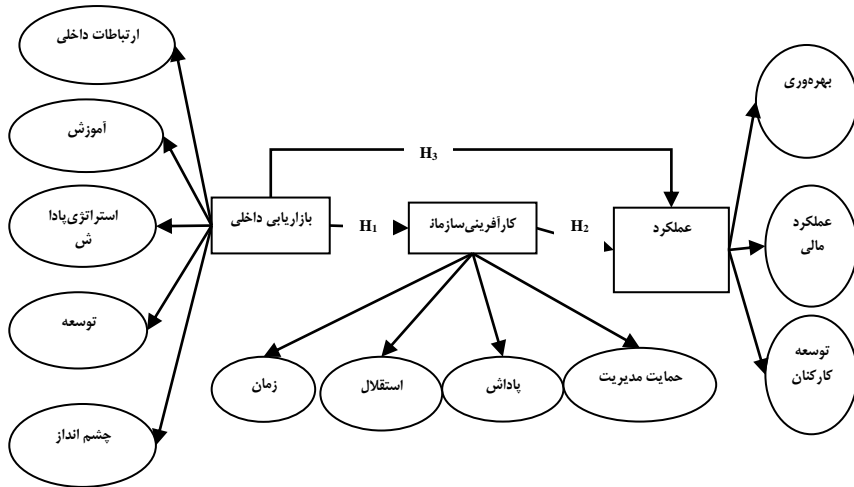 ارتباطات داخلی
آموزش
استراتژی‌پادا
ش
توسعه
چشم انداز
بازاریابی داخلی
H1
کارآفرینی‌سازمانـ
H2
H3
عملکرد
زمان
استقلال
پاداش
حمایت مدیریت
بهره‌وری
عملکرد
مالی
توسعه
کارکنان